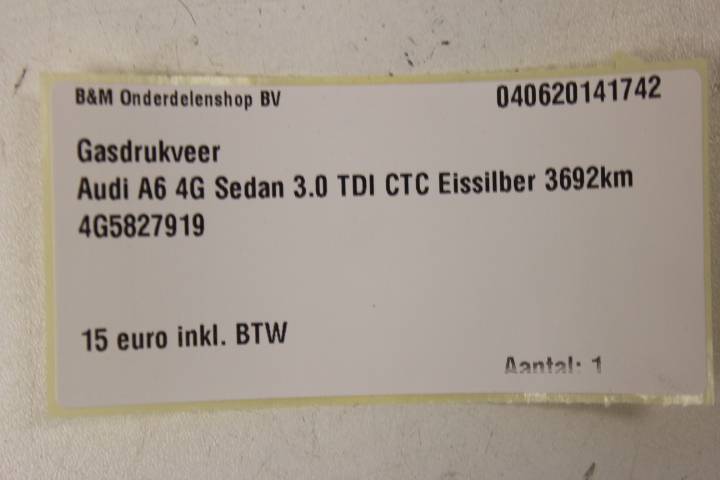 B&M Onderdelenshop BV 040620141742
Gasdrukveer
Audi A6 4G Sedan 3.0 TDI CTC Eissilber 3692km
4G5827919
15 euro inkl. BTW
Aantal: 1